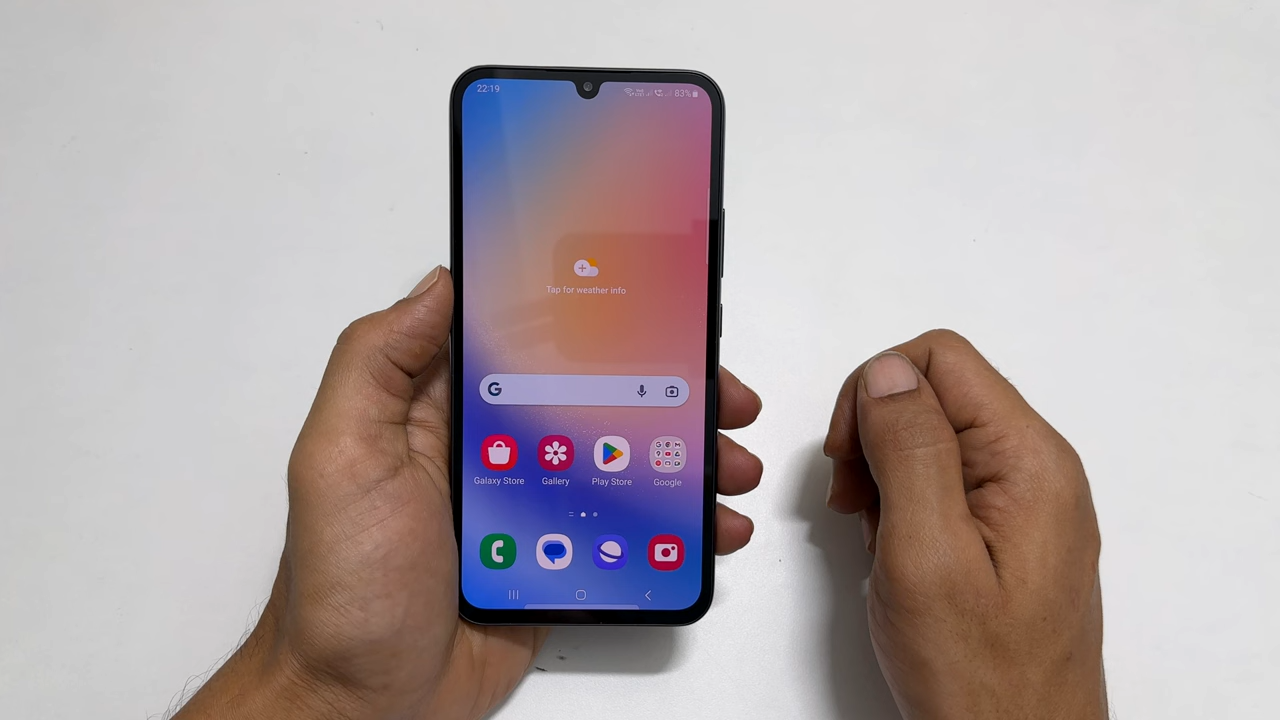 22:19
83%
Tap for weather info
G
Galaxy Store
Gallery
Play Store
Google